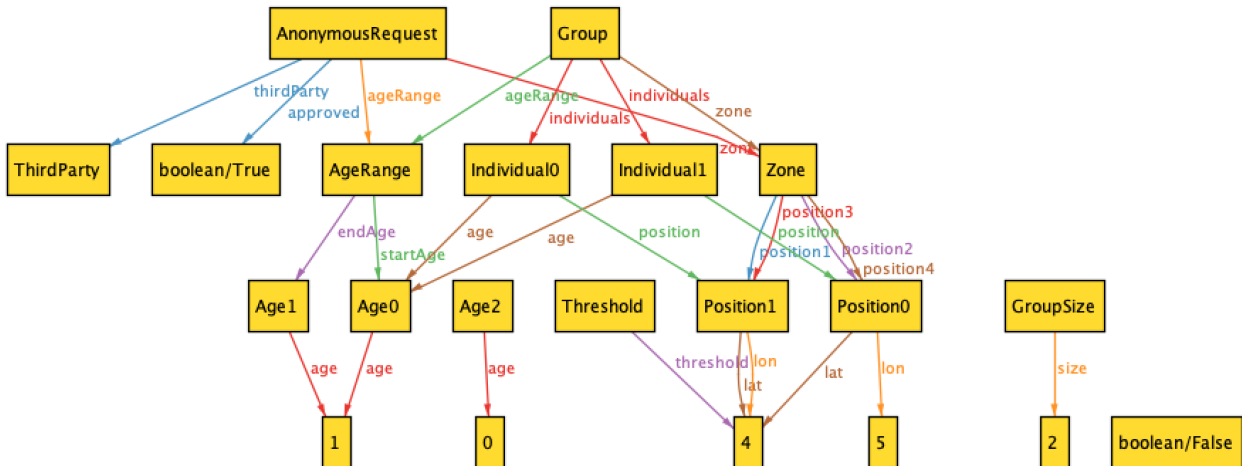 AnonymousRequest
Group
thirdParty
approved
ageRange
ageRange
individuals
individuals
zone
zone
ThirdParty
boolean/True
AgeRange
Individual0
Individual1
Zone
endAge
startAge
age
age
position
position
position3
position1
position2
position4
Age1
Age0
Age2
Threshold
Position1
Position0
GroupSize
age
age
age
threshold
lon
lat
lat
lon
size
1
0
4
5
2
boolean/False